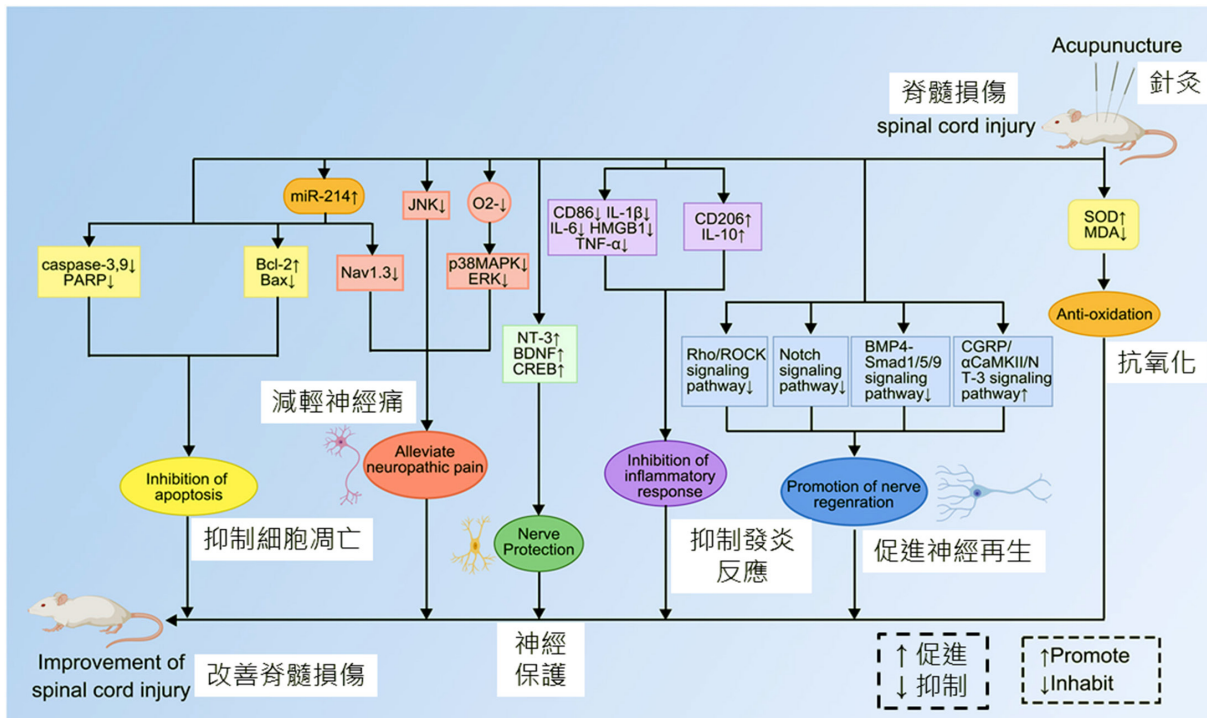 Acupunucture
針灸
脊髓損傷
spinal cord injury
miR-214↑
JNK↓
O2-↓
CD86↓ IL-1β↓
IL-6↓ HMGB1↓
TNF-α↓
CD206↑
IL-10↑
SOD↑
MDA↓
caspase-3,9↓
PARP↓
Bcl-2↑
Bax↓
Nav1.3↓
p38MAPK↓
ERK↓
NT-3↑
BDNF↑
CREB↑
Rho/ROCK
signaling
pathway↓
Notch
signaling
pathway↓
BMP4-
Smad1/5/9
signaling
pathway↓
CGRP/
αCaMKII/N
T-3 signaling
pathway↑
Anti-oxidation
抗氧化
減輕神經痛
Alleviate
neuropathic pain
Inhibition of
apoptosis
抑制細胞凋亡
Nerve
Protection
Inhibition of
inflammatory
response
抑制發炎
反應
Promotion of nerve
regenration
促進神經再生
Improvement of
spinal cord injury
改善脊髓損傷
神經
保護
↑ 促進
↓ 抑制
↑Promote
↓Inhabit